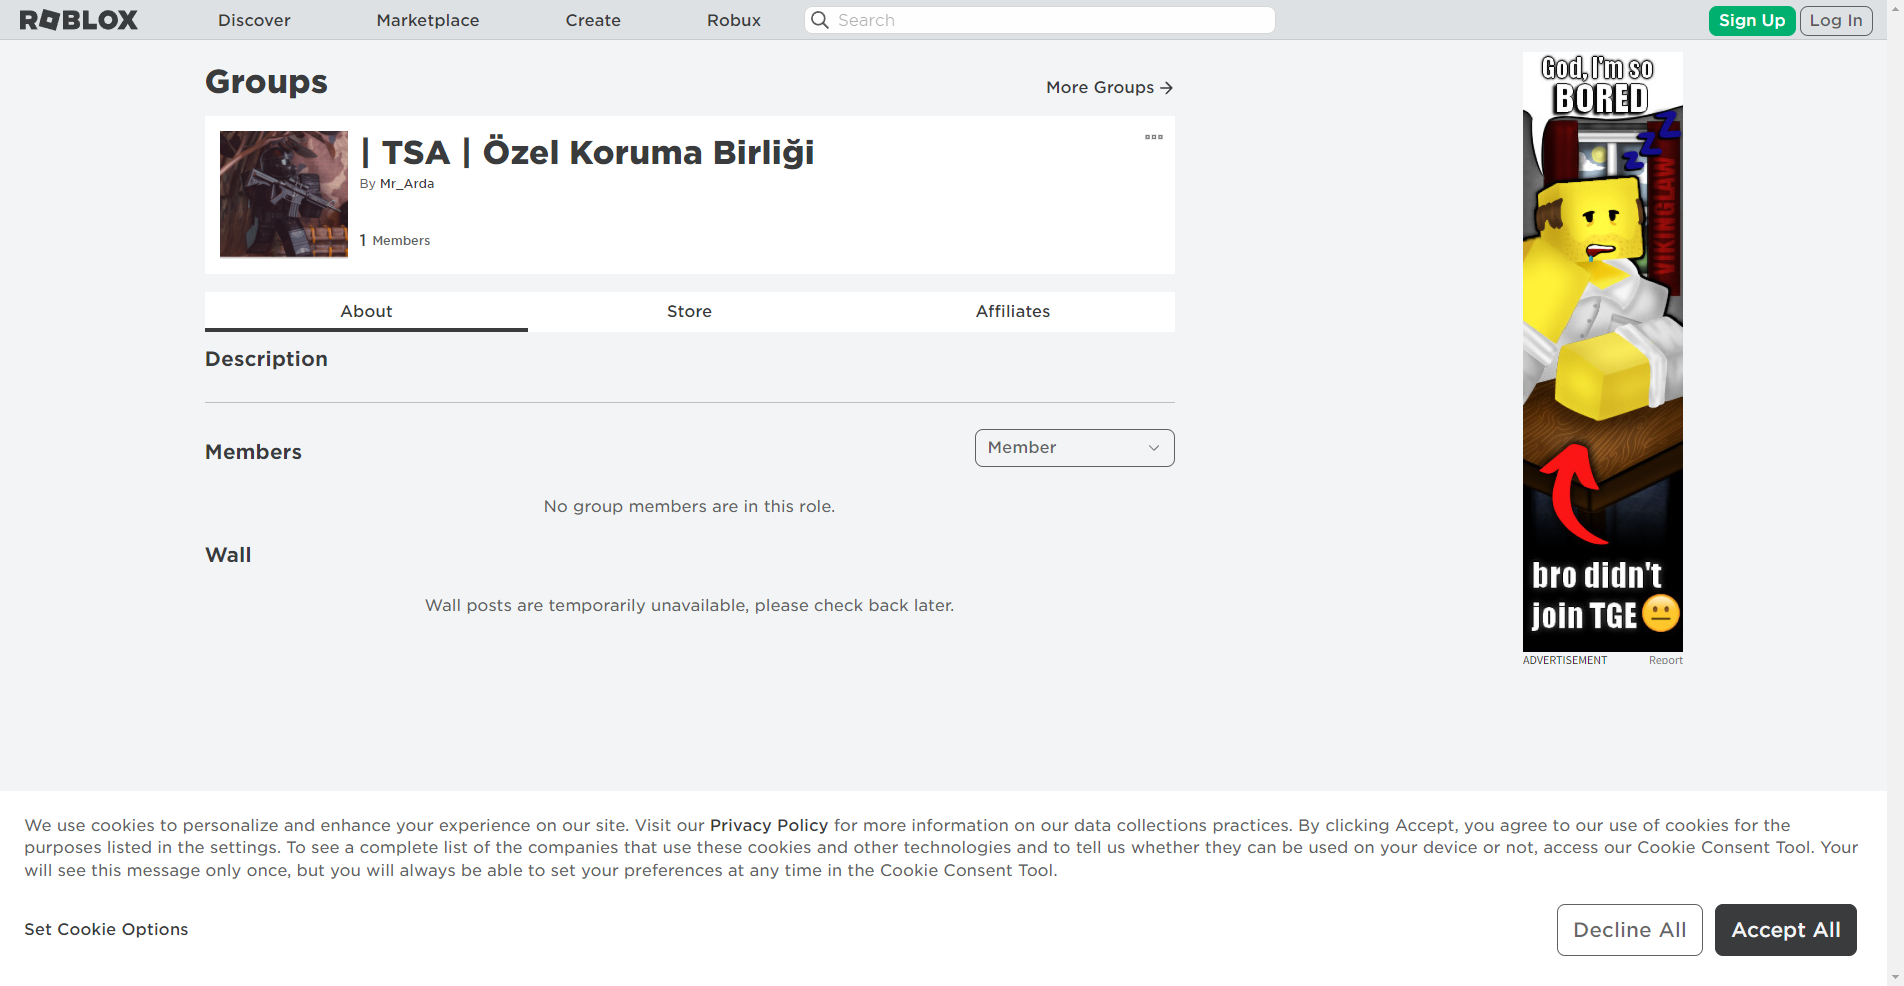 ROBLOX
Discover
Marketplace
Create
Robux
Search
Sign Up
Log In
Groups
More Groups
| TSA | Özel Koruma Birliği
By Mr_Arda
1 Members
About
Store
Affiliates
Description
Members
Member
No group members are in this role.
Wall
Wall posts are temporarily unavailable, please check back later.
God, I'm so
BORED
zzz
VIKINGLAW
bro didn't
join TGE
ADVERTISEMENT
Report
We use cookies to personalize and enhance your experience on our site. Visit our Privacy Policy for more information on our data collections practices. By clicking Accept, you agree to our use of cookies for the
purposes listed in the settings. To see a complete list of the companies that use these cookies and other technologies and to tell us whether they can be used on your device or not, access our Cookie Consent Tool. Your
will see this message only once, but you will always be able to set your preferences at any time in the Cookie Consent Tool.
Set Cookie Options
Decline All
Accept All